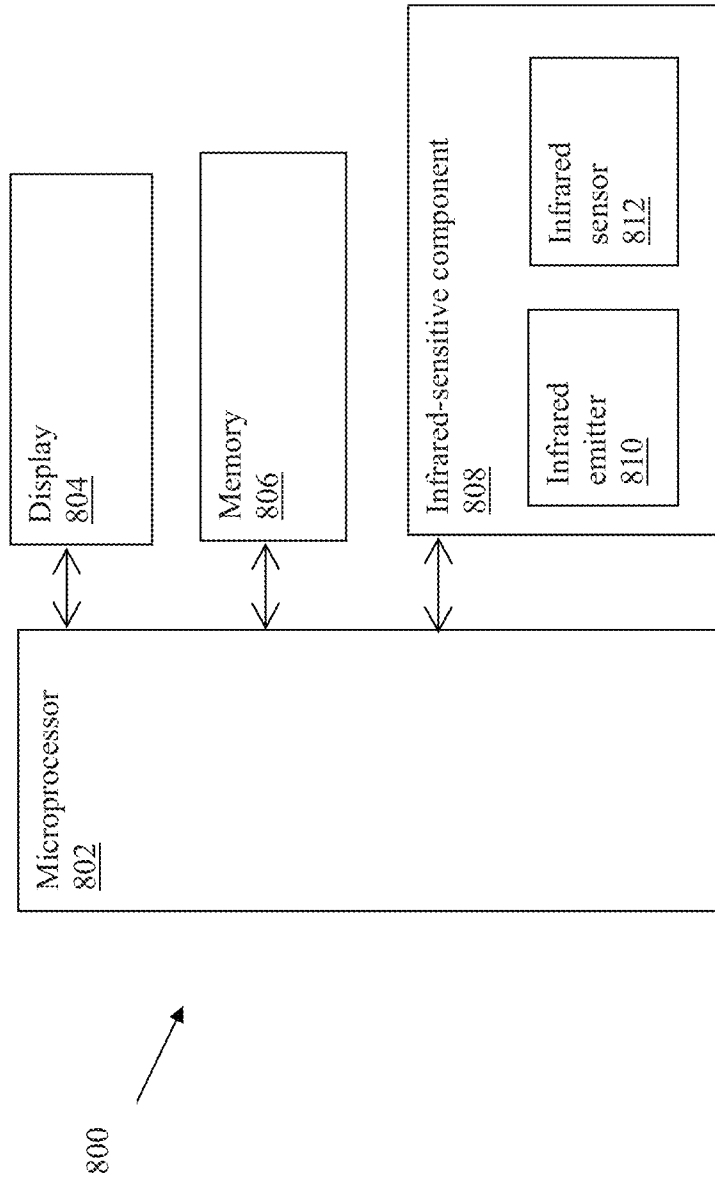 800
Microprocessor
802
Display
804
Memory
806
Infrared-sensitive component
808
Infrared
emitter
810
Infrared
sensor
812